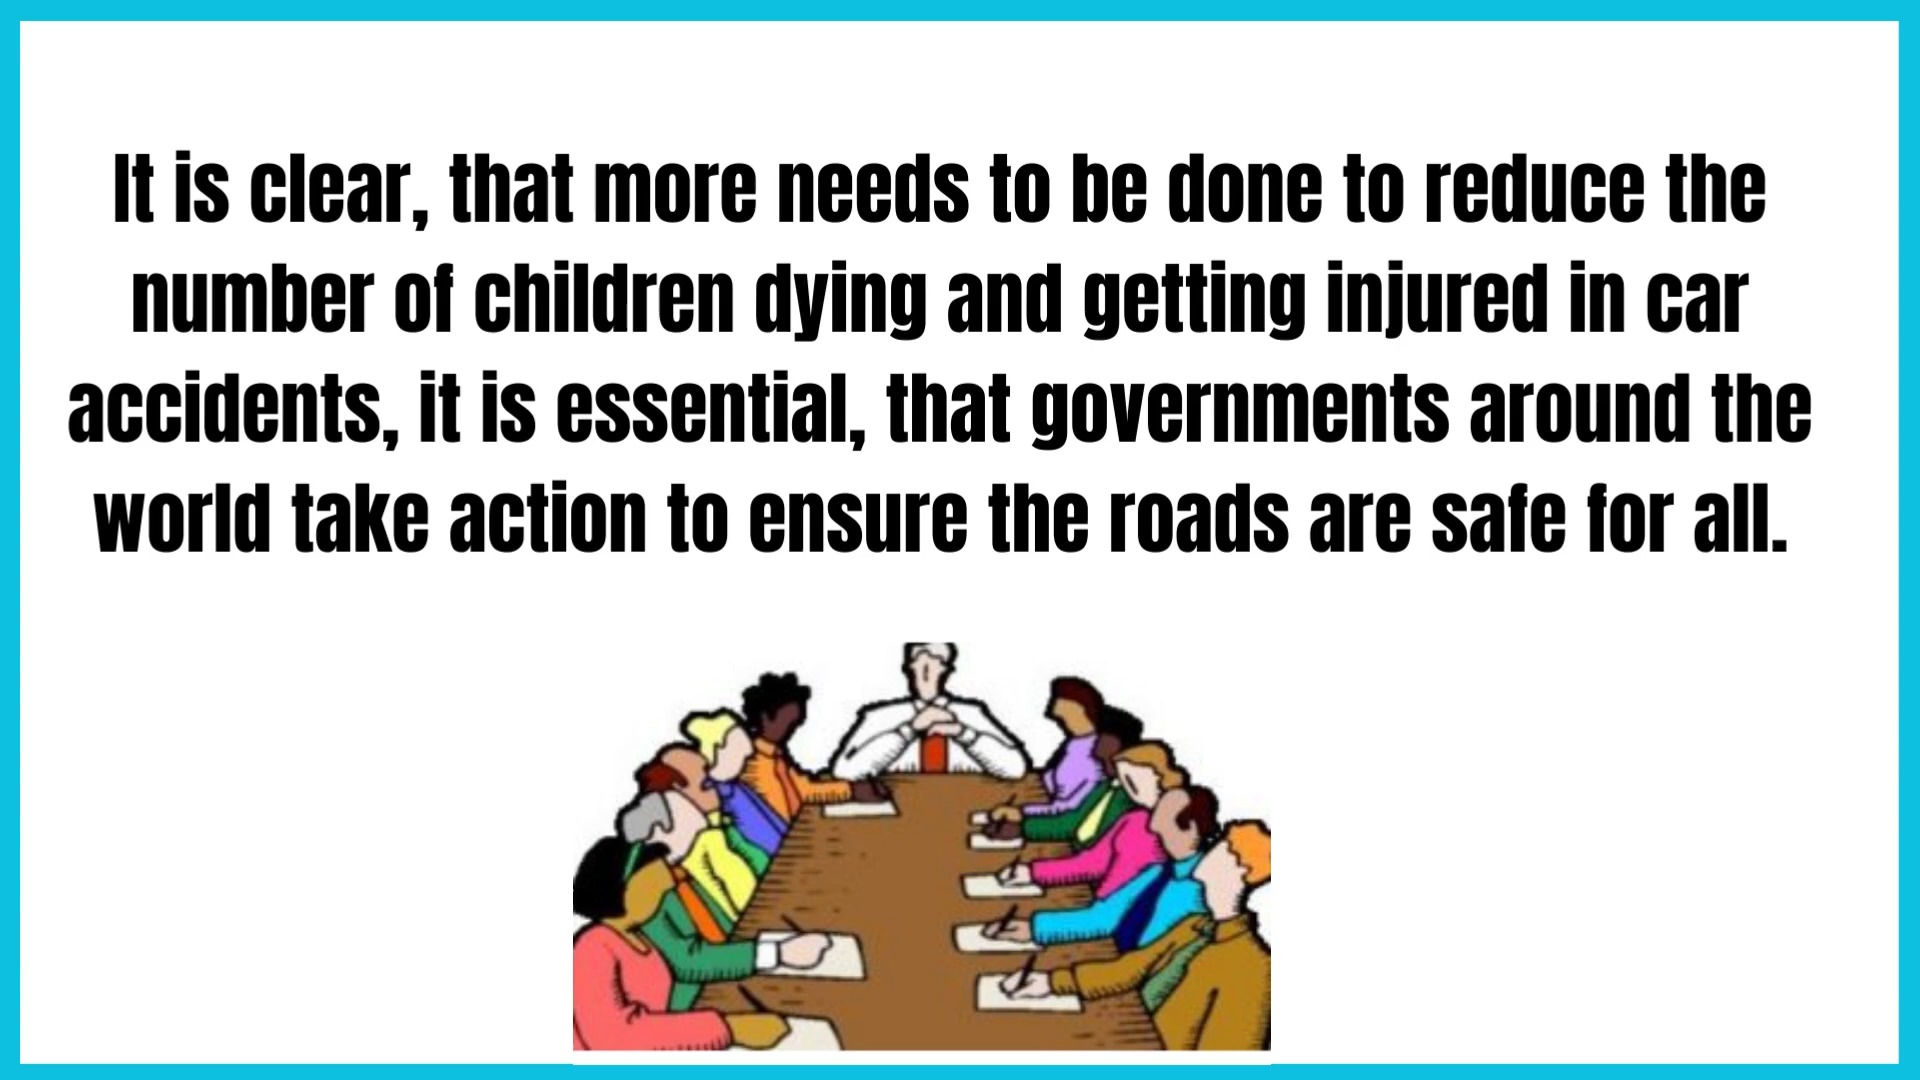 It is clear, that more needs to be done to reduce the
number of children dying and getting injured in car
accidents, it is essential, that governments around the
world take action to ensure the roads are safe for all.